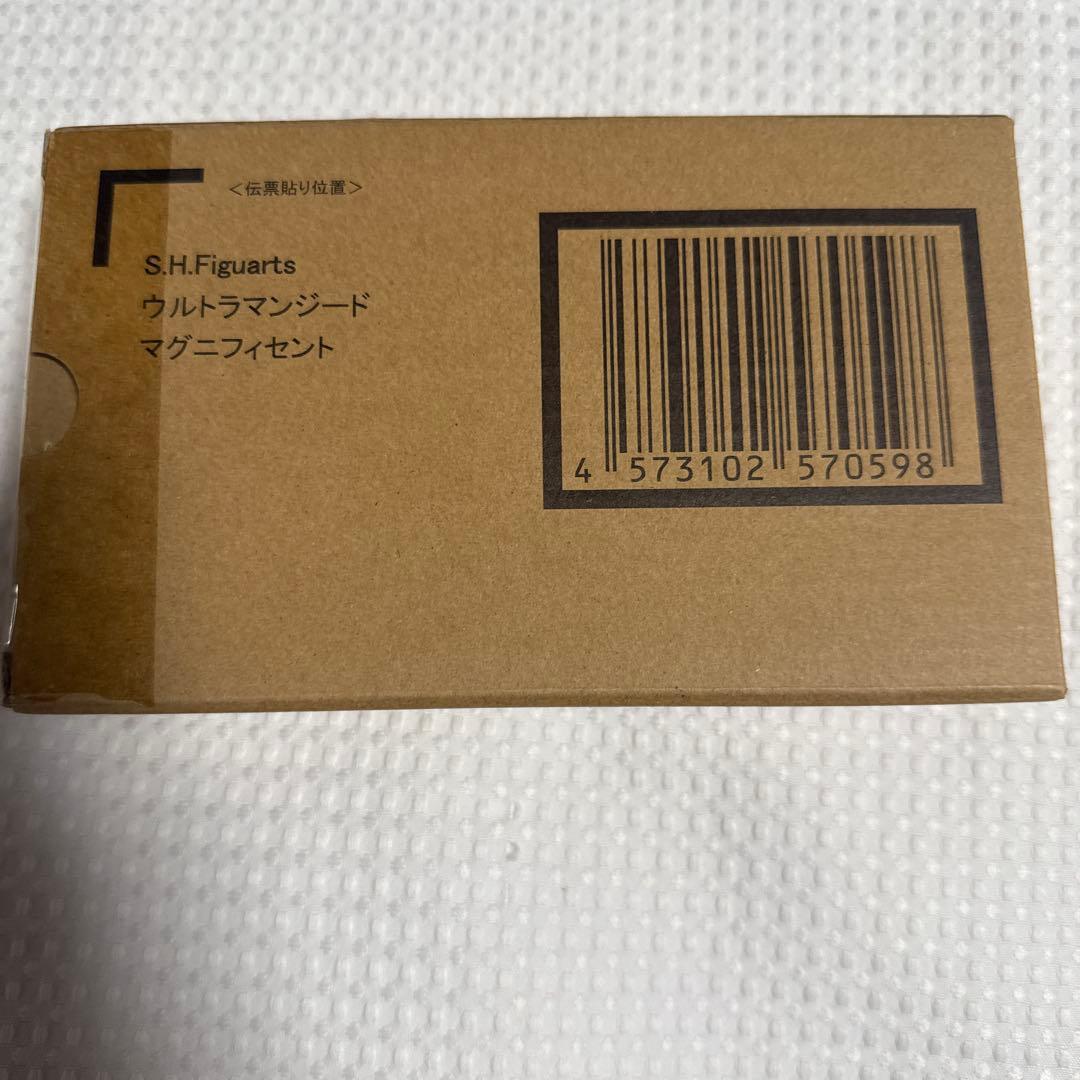 ＜伝票貼り位置＞
S.H.Figuarts
ウルトラマンジード
マグニフィセント
4 573102 570598